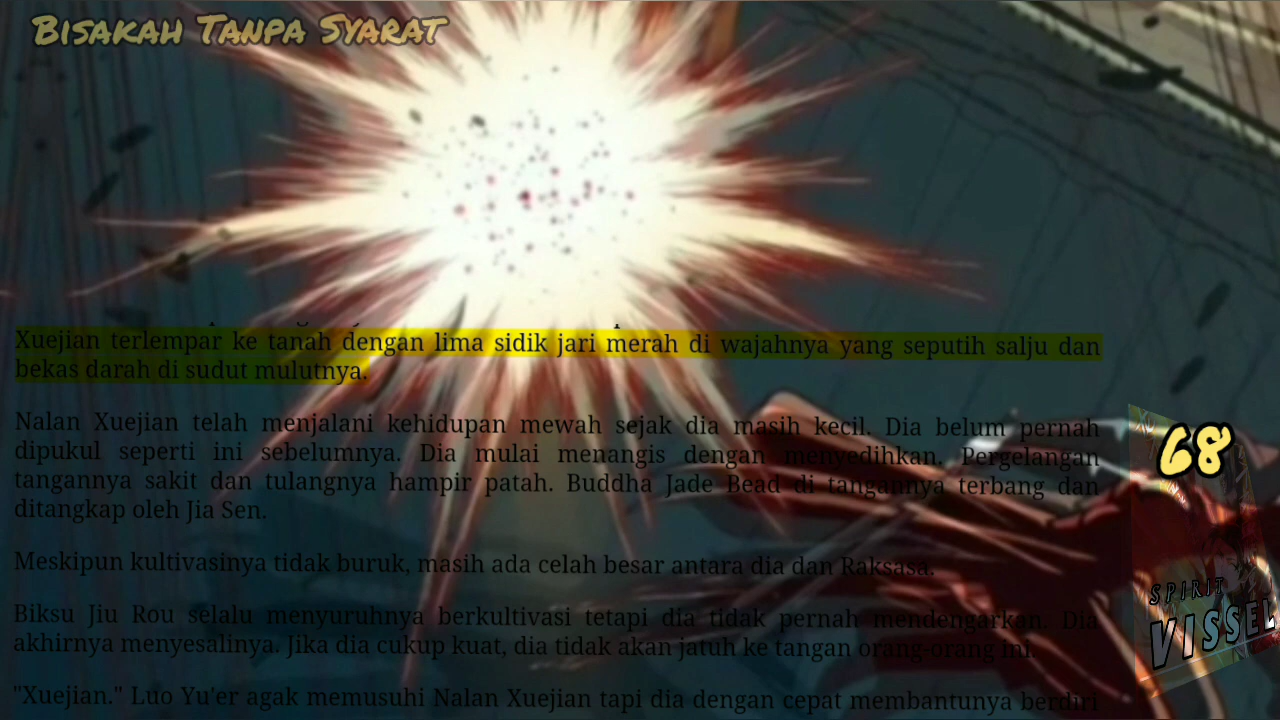 Bisakah Tanpa Syarat
Xuejian terlempar ke tanah dengan lima sidik jari merah di wajahnya yang seputih salju dan
bekas darah di sudut mulutnya.
Nalan Xuejian telah menjalani kehidupan mewah sejak dia masih kecil. Dia belum pernah
dipukul seperti ini sebelumnya. Dia mulai menangis dengan menyedihkan. Pergelangan
tangannya sakit dan tulangnya hampir patah. Buddha Jade Bead di tangannya terbang dan
ditangkap oleh Jia Sen.
Meskipun kultivasinya tidak buruk, masih ada celah besar antara dia dan Raksasa.
Biksu Jiu Rou selalu menyuruhnya berkultivasi tetapi dia tidak pernah mendengarkan. Dia
akhirnya menyesalinya. Jika dia cukup kuat, dia tidak akan jatuh ke tangan orang-orang ini.
"Xuejian." Luo Yu'er agak memusuhi Nalan Xuejian tapi dia dengan cepat membantunya berdiri
68
SPIRIT
VISSEL